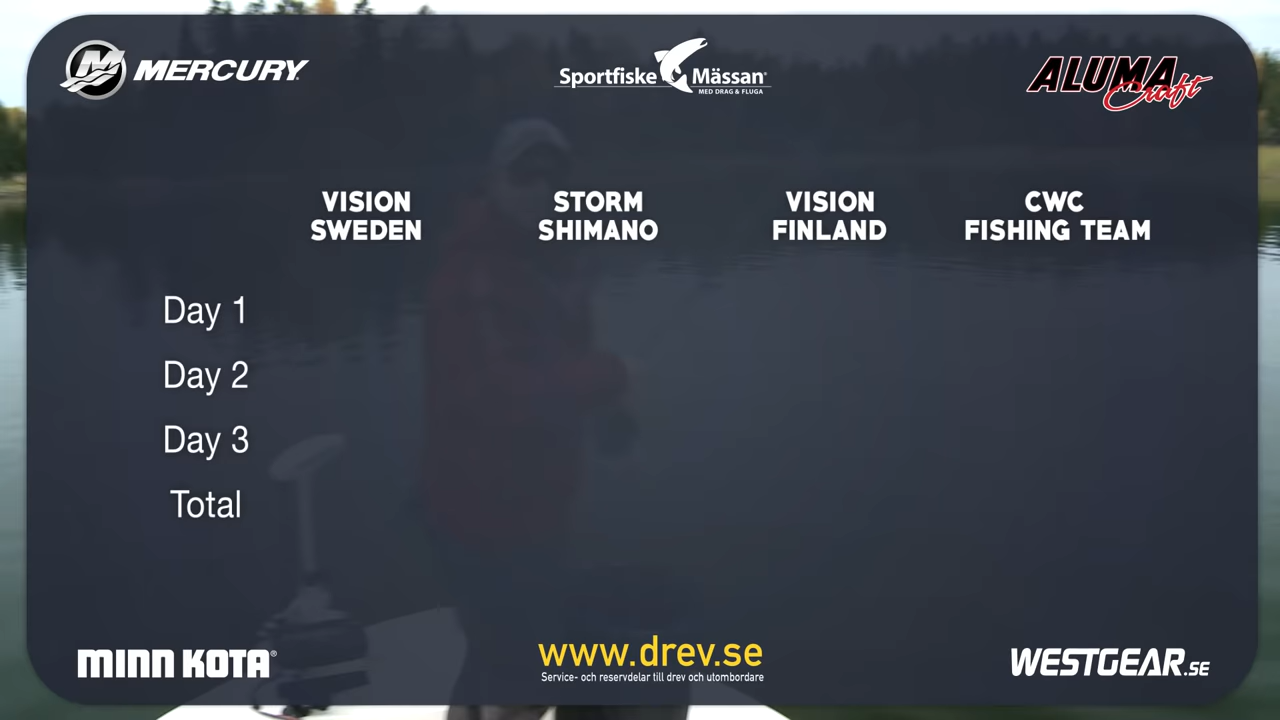 MERCURY
Sportfiske Mässan
MED DRAG & FLUGA
ALUMA
Craft
VISION
SWEDEN
STORM
SHIMANO
VISION
FINLAND
CWC
FISHING TEAM
Day 1
Day 2
Day 3
Total
MINN KOTA®
www.drev.se
Service- och reservdelar till drev och utombordare
WESTGEAR.SE